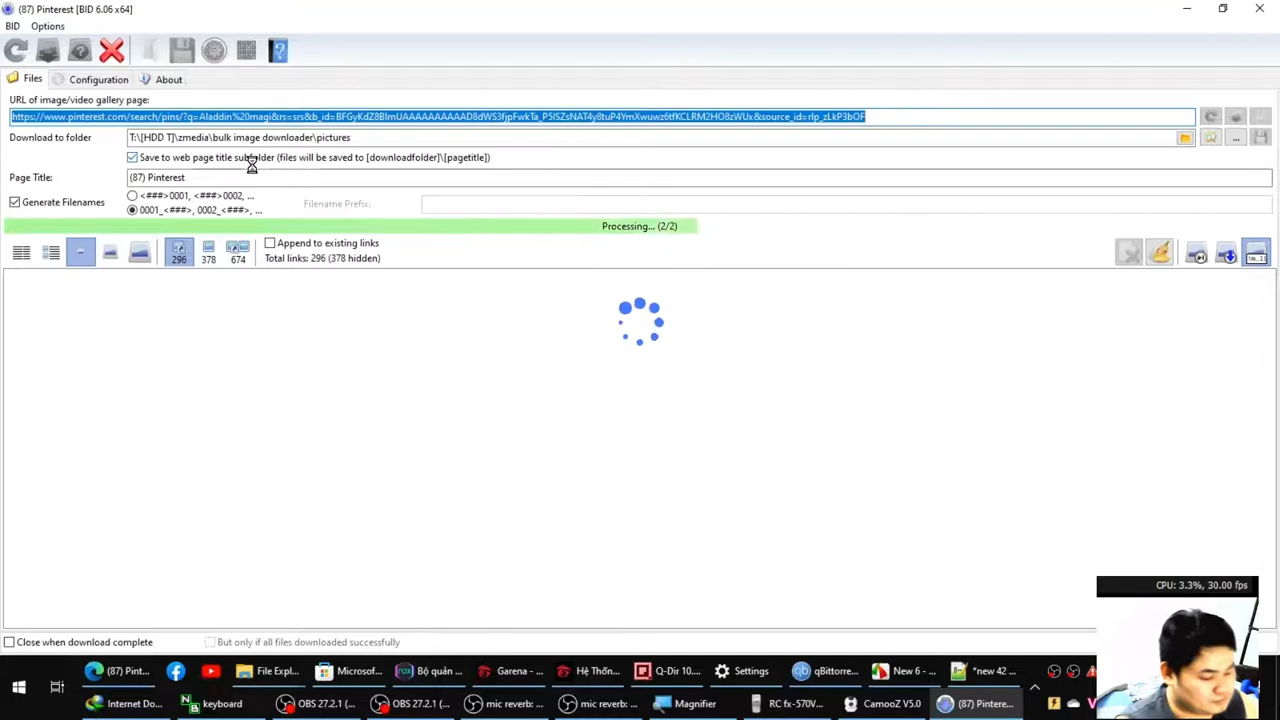 (87) Pinterest [BID 6.06 x64]
BID Options
Files Configuration About
URL of image/video gallery page:
https://www.pinterest.com/search/pins/?q=Aladdin%20magi&rs=srs&b_id=BFGyKdZ8BlmUAAAAAAAAAAD8dWS3fjpFwkTa_P5ISZsNAT4y8tuP4YmXwuwz6tfKCLRM2HO8zWUx&source_id=rlp_zLkP3bOF
Download to folder T:\[HDD T]\zmedia\bulk image downloader\pictures
...
Save to web page title subfolder (files will be saved to [downloadfolder]\[pagetitle])
Page Title: (87) Pinterest
Generate Filenames <###>0001, <###>0002, ...
0001_<###>, 0002_<###>, ...
Filename Prefix:
Processing... (2/2)
296 378 674
Append to existing links
Total links: 296 (378 hidden)
CPU: 3.3%, 30.00 fps
Close when download complete But only if all files downloaded successfully
(87) Pint... File Expl... Microsof... Bộ quản ... Garena - ... Hệ Thốn... Q-Dir 10.... Settings qBittorre... New 6 - ... *new 42 ...
Internet Do... keyboard OBS 27.2.1 (... OBS 27.2.1 (... mic reverb:... mic reverb:... Magnifier RC fx-570V... CamooZ V5.0 (87) Pintere...